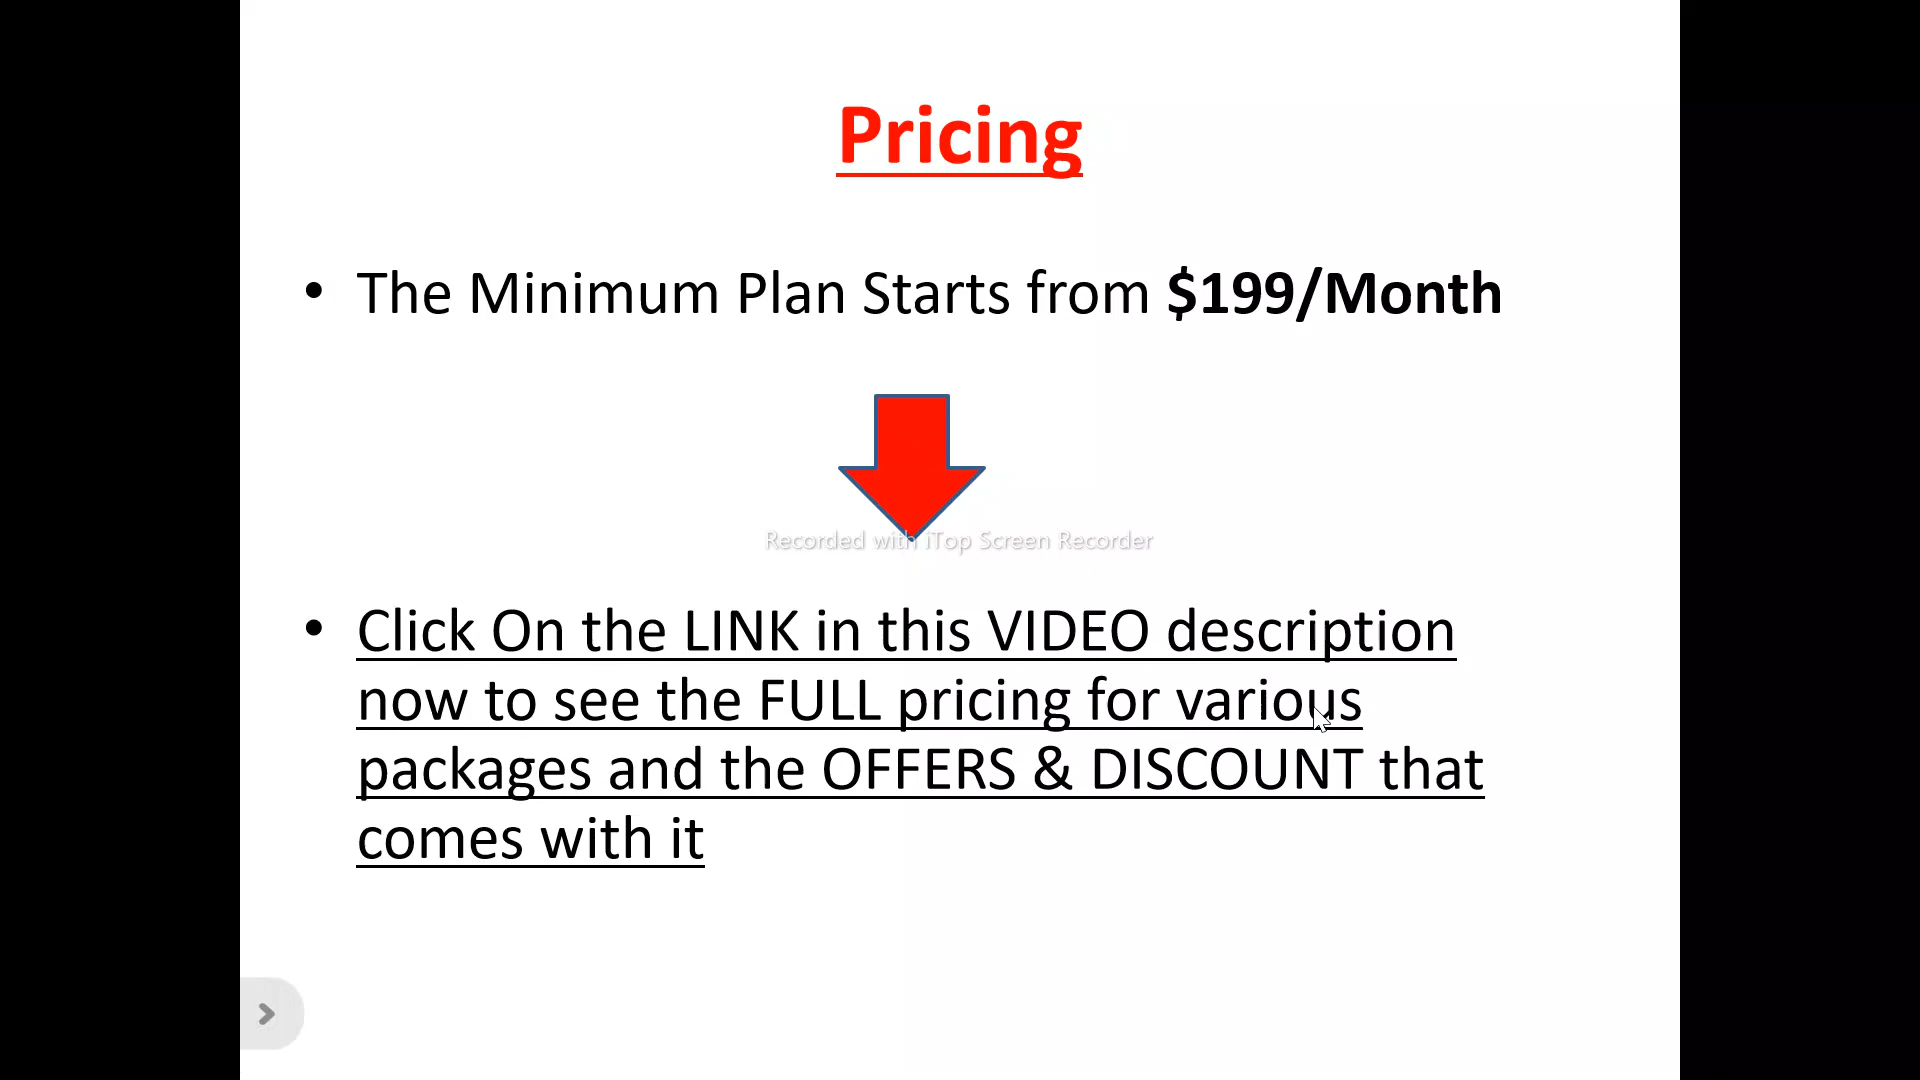 Pricing
• The Minimum Plan Starts from $199/Month
Recorded with iTop Screen Recorder
• Click On the LINK in this VIDEO description
now to see the FULL pricing for various
packages and the OFFERS & DISCOUNT that
comes with it